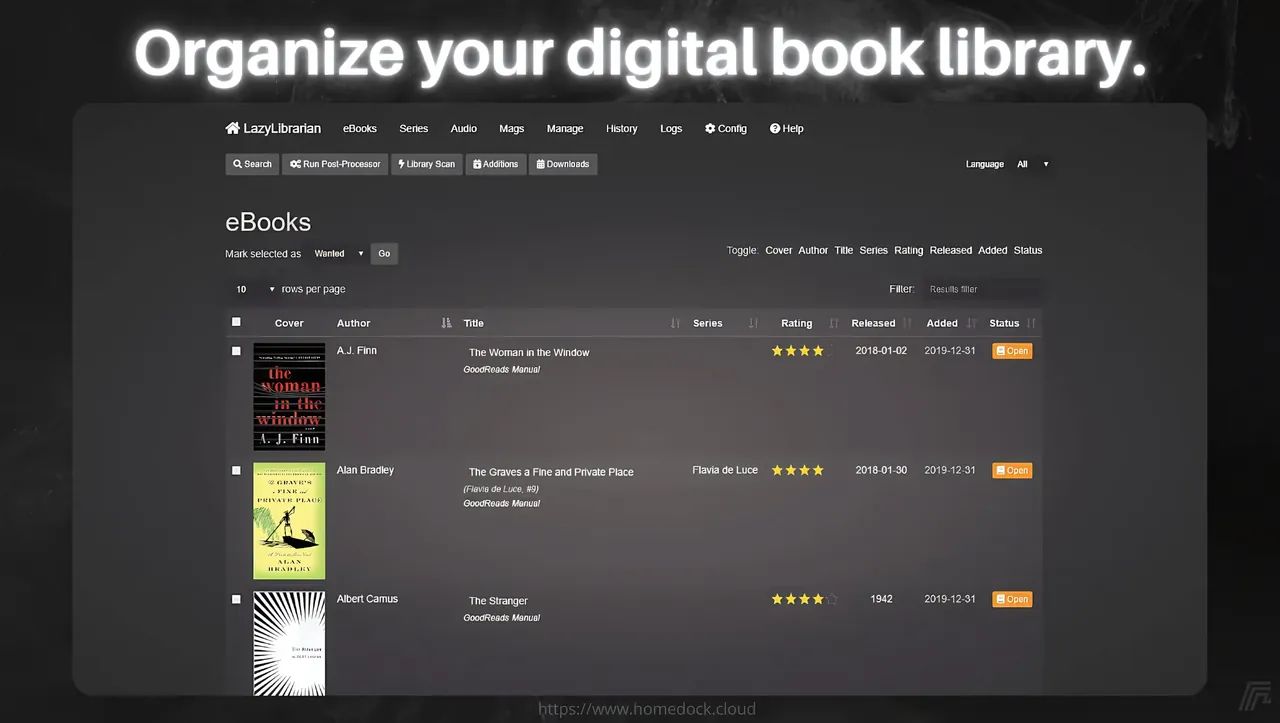 Organize your digital book library.
LazyLibrarian eBooks Series Audio Mags Manage History Logs Config Help
Search Run Post-Processor Library Scan Additions Downloads Language All
eBooks
Mark selected as Wanted Go Toggle: Cover Author Title Series Rating Released Added Status
10 rows per page Filter: Results filter
Cover Author Title Series Rating Released Added Status
A.J. Finn The Woman in the Window 2018-01-02 2019-12-31 Open
GoodReads Manual
the
woman
in the
window
A. J. Finn
Alan Bradley The Graves a Fine and Private Place Flavia de Luce 2018-01-30 2019-12-31 Open
(Flavia de Luce, #9)
GoodReads Manual
The GRAVE'S
a FINE and
PRIVATE PLACE
ALAN
BRADLEY
Albert Camus The Stranger 1942 2019-12-31 Open
GoodReads Manual
https://www.homedock.cloud